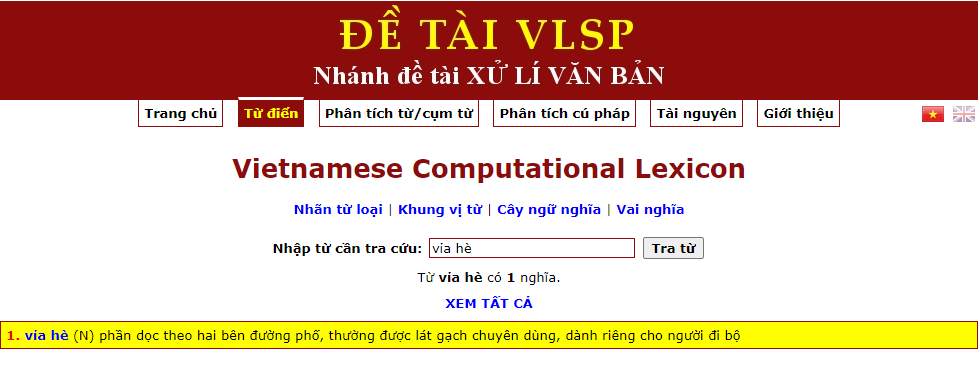 ĐỀ TÀI VLSP
Nhánh đề tài XỬ LÍ VĂN BẢN
Trang chủ Từ điển Phân tích từ/cụm từ Phân tích cú pháp Tài nguyên Giới thiệu
Vietnamese Computational Lexicon
Nhãn từ loại | Khung vị từ | Cây ngữ nghĩa | Vai nghĩa
Nhập từ cần tra cứu: vỉa hè Tra từ
Từ vỉa hè có 1 nghĩa.
XEM TẤT CẢ
1. vỉa hè (N) phần dọc theo hai bên đường phố, thường được lát gạch chuyên dùng, dành riêng cho người đi bộ